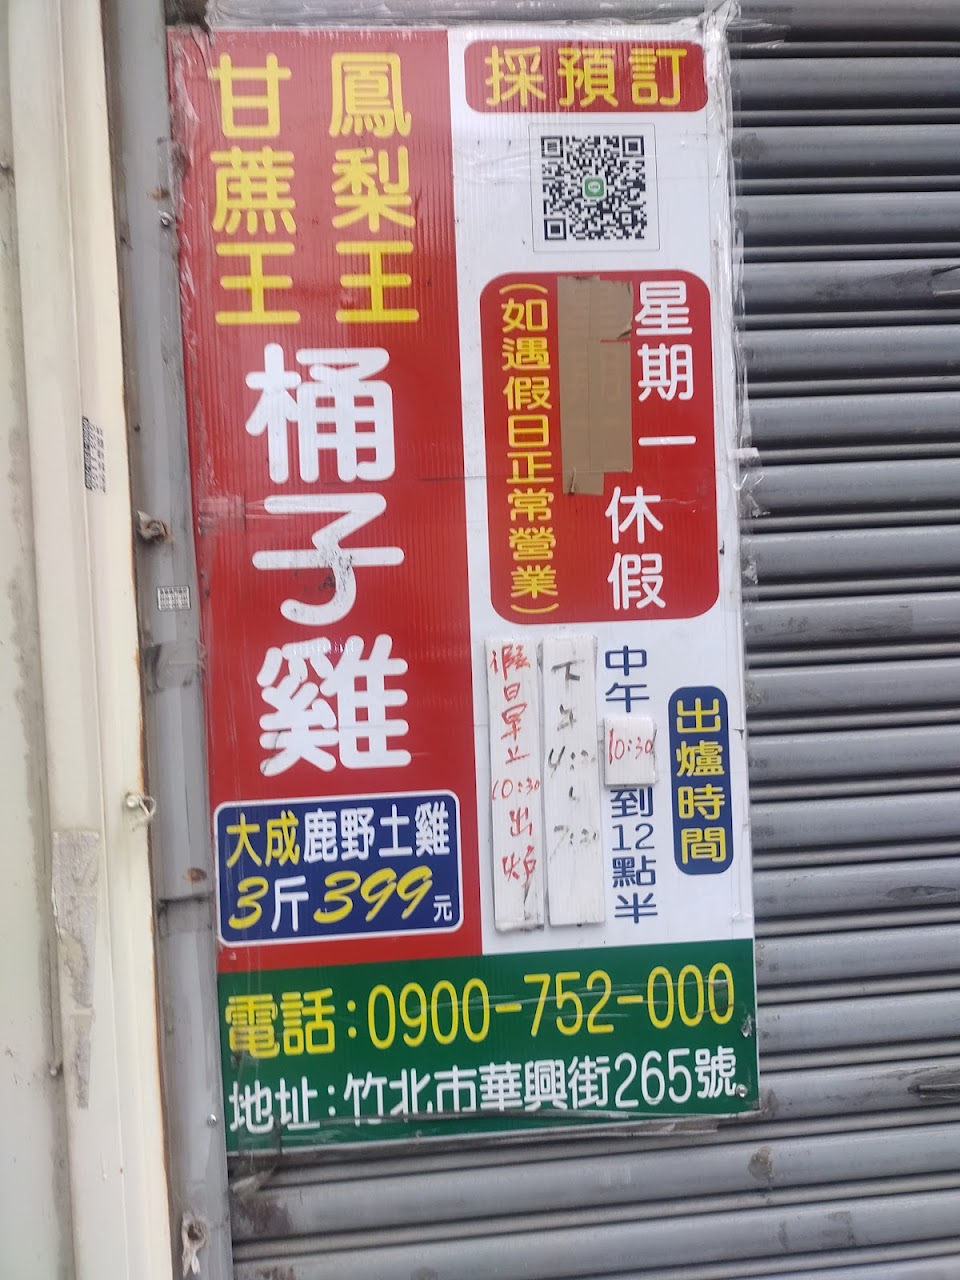 鳳梨王
甘蔗王
桶子雞
大成鹿野土雞
3斤399元
採預訂
星期一
休假
(如遇假日正常營業)
出爐時間
中午10:30到12點半
下午
假日早上10:30出炉
電話:0900-752-000
地址:竹北市華興街265號